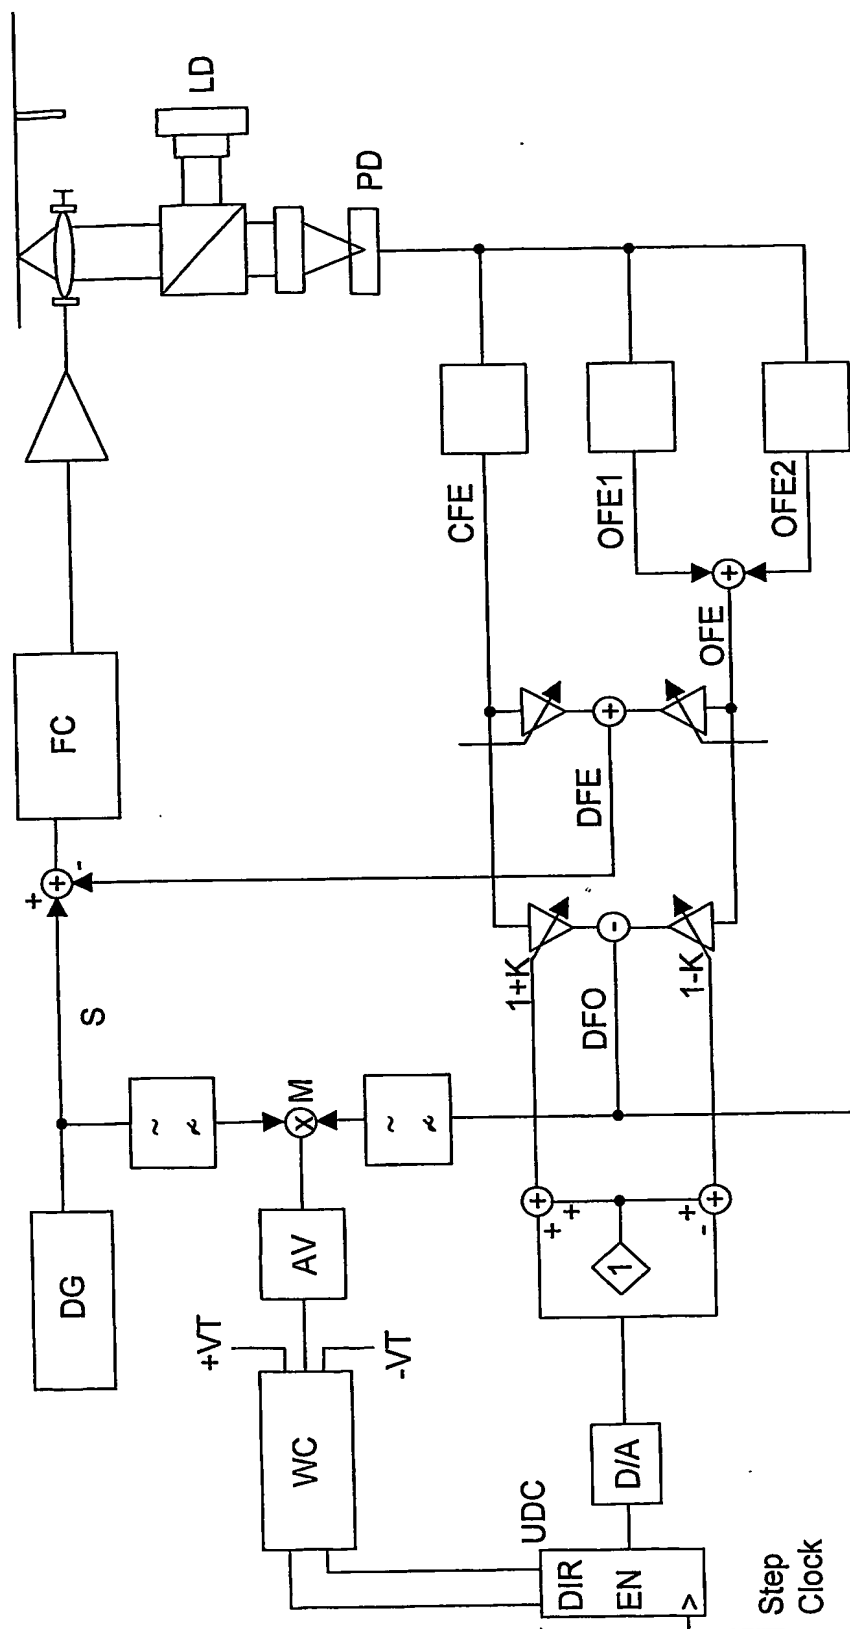 LD
PD
CFE
OFE1
OFE2
+
OFE
FC
+
DFE
+
-
+
1+K
-
DFO
1-K
S
~
~
M
X
~
~
DG
AV
+
+
+
+
+
-
1
+VT
-VT
WC
D/A
UDC
DIR
EN
>
Step
Clock